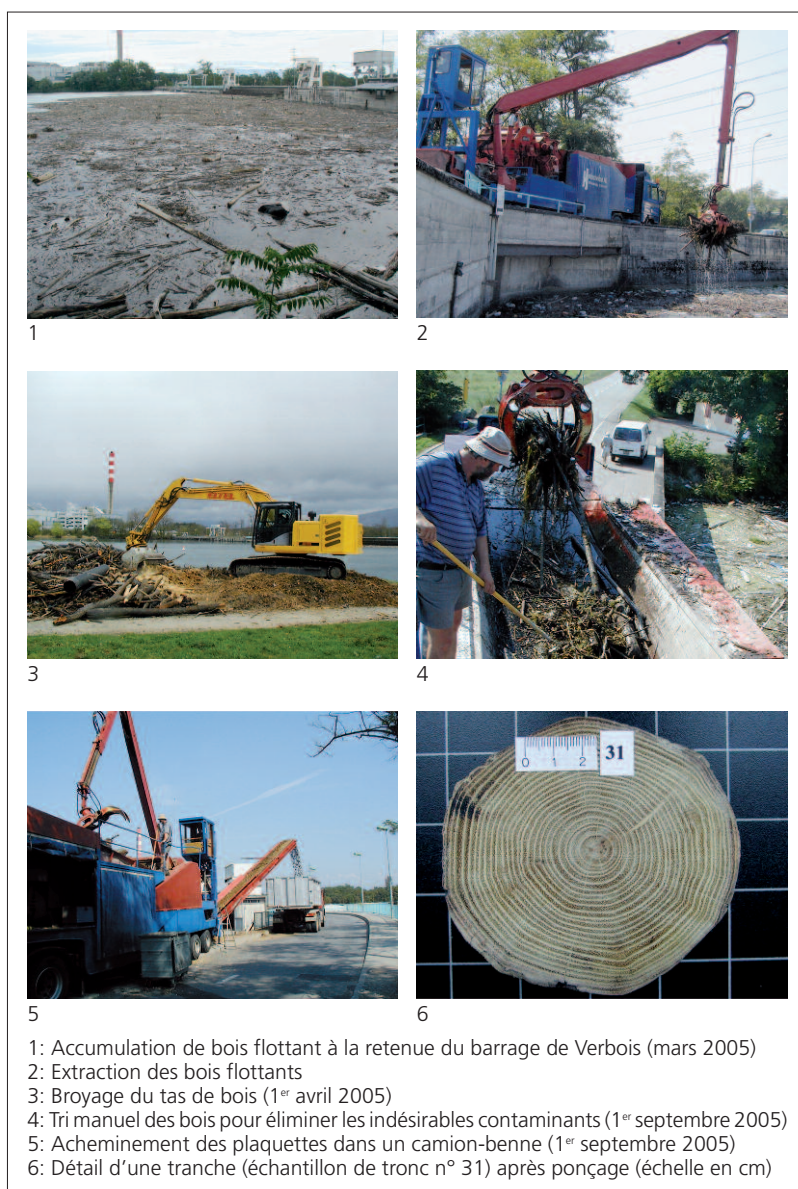 1
2
3
4
5
0 1 2
31
6
1: Accumulation de bois flottant à la retenue du barrage de Verbois (mars 2005)
2: Extraction des bois flottants
3: Broyage du tas de bois (1er avril 2005)
4: Tri manuel des bois pour éliminer les indésirables contaminants (1er septembre 2005)
5: Acheminement des plaquettes dans un camion-benne (1er septembre 2005)
6: Détail d'une tranche (échantillon de tronc n° 31) après ponçage (échelle en cm)